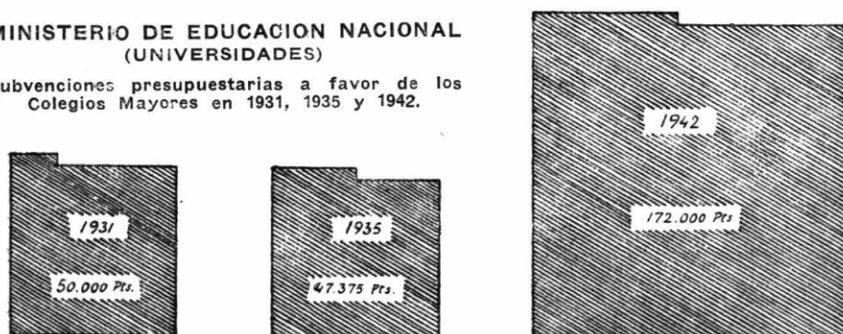 MINISTERIO DE EDUCACION NACIONAL
(UNIVERSIDADES)
ubvenciones presupuestarias a favor de los
Colegios Mayores en 1931, 1935 y 1942.
1931
50.000 Pts.
1935
47.375 Pts.
1942
172.000 Pts